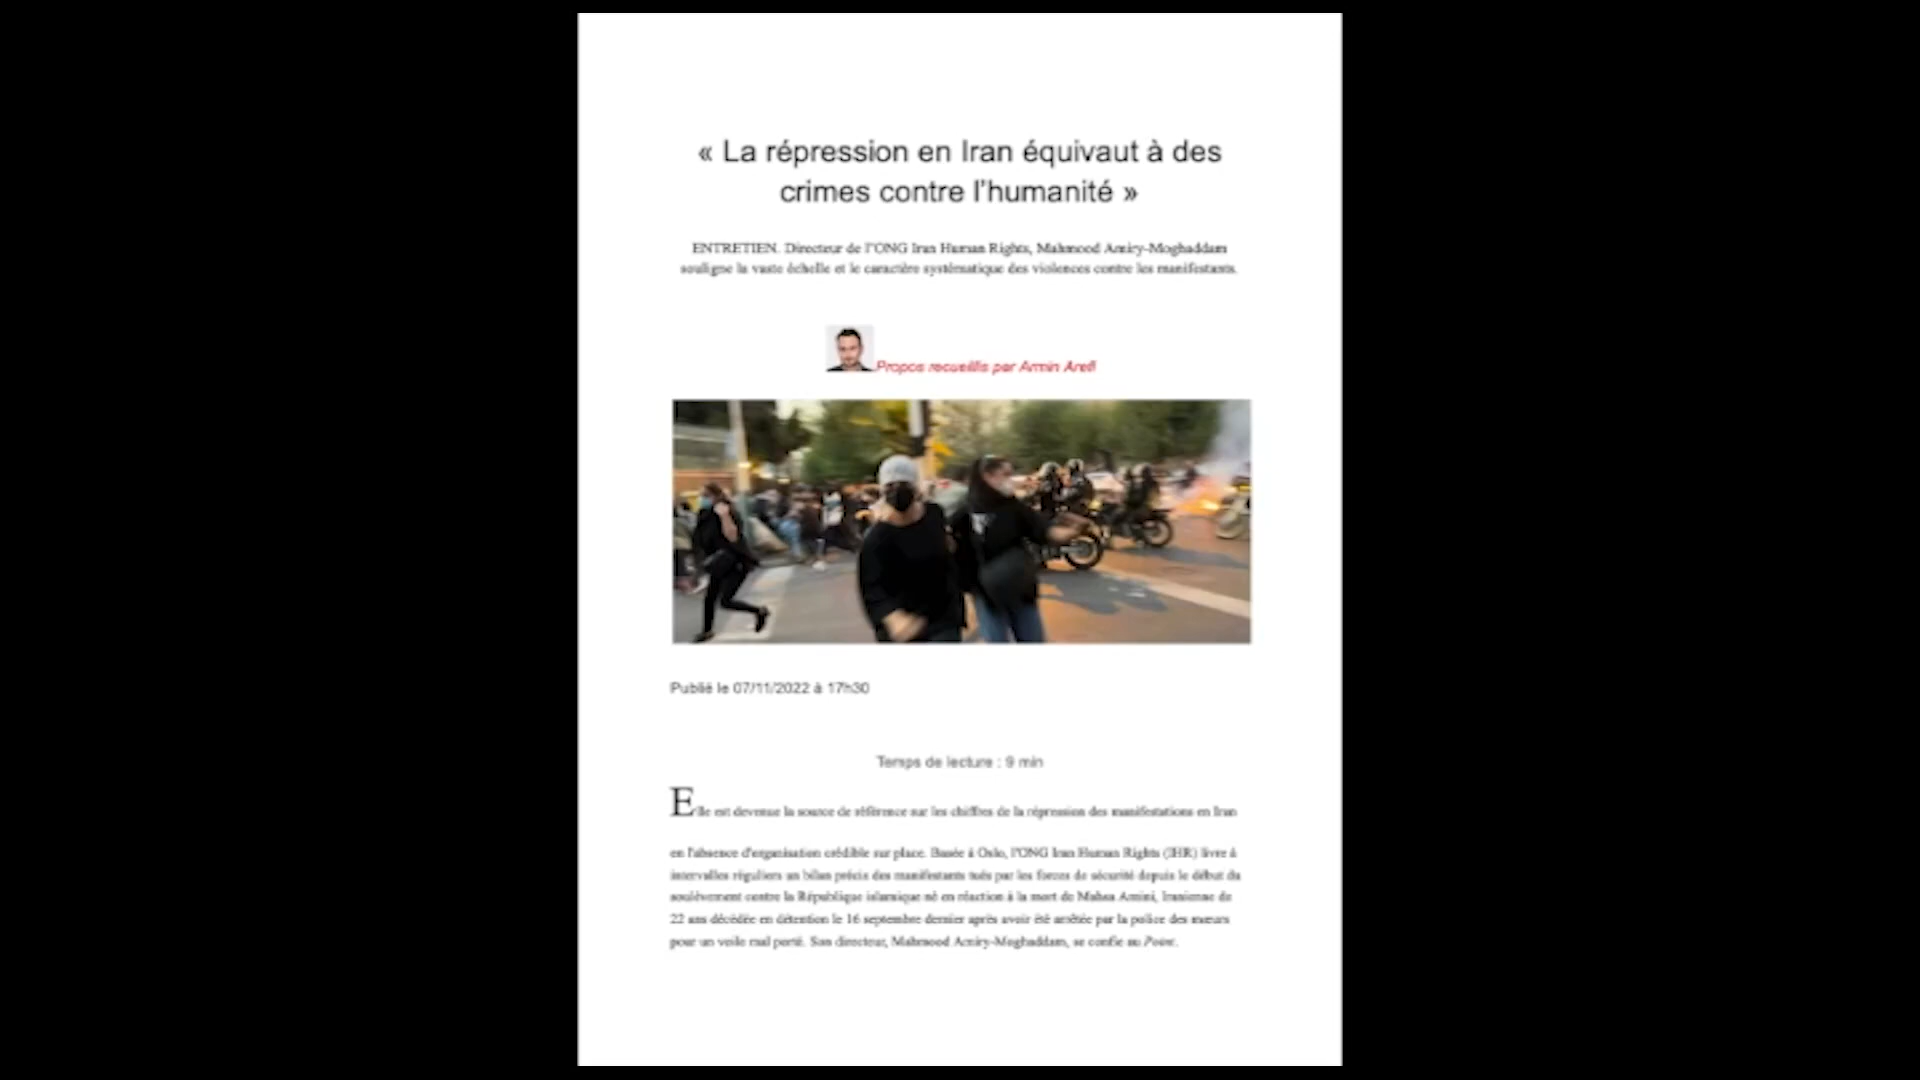 « La répression en Iran équivaut à des
crimes contre l'humanité »
ENTRETIEN. Directeur de l'ONG Iran Human Rights, Mahmood Amiry-Moghaddam
souligne la vaste échelle et le caractère systématique des violences contre les manifestants.
Propos recueillis par Armin Arefi
Publié le 07/11/2022 à 17h30
Temps de lecture : 9 min
Elle est devenue la source de référence sur les chiffres de la répression des manifestations en Iran
en l'absence d'organisation crédible sur place. Basée à Oslo, l'ONG Iran Human Rights (IHR) livre à
intervalles réguliers un bilan précis des manifestants tués par les forces de sécurité depuis le début du
soulèvement contre la République islamique né en réaction à la mort de Mahsa Amini, Iranienne de
22 ans décédée en détention le 16 septembre dernier après avoir été arrêtée par la police des mœurs
pour un voile mal porté. Son directeur, Mahmood Amiry-Moghaddam, se confie au Point.